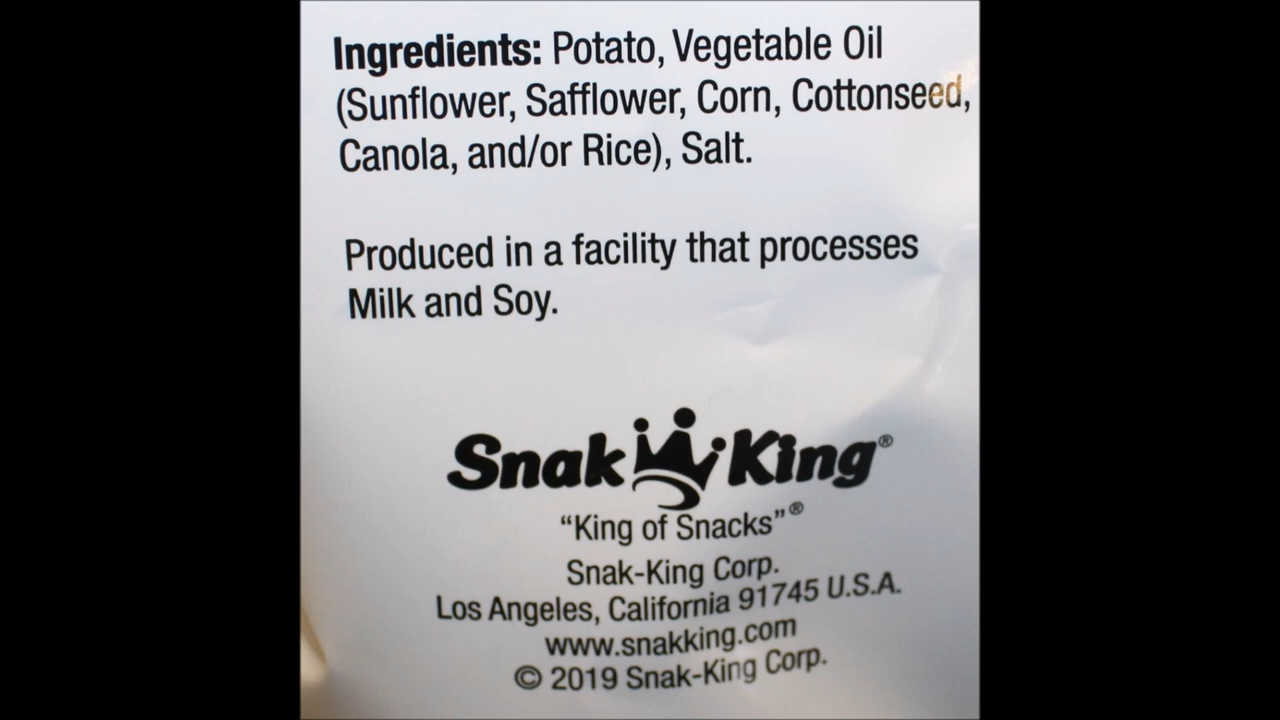 Ingredients: Potato, Vegetable Oil
(Sunflower, Safflower, Corn, Cottonseed,
Canola, and/or Rice), Salt.
Produced in a facility that processes
Milk and Soy.
Snak King®
“King of Snacks”®
Snak-King Corp.
Los Angeles, California 91745 U.S.A.
www.snakking.com
© 2019 Snak-King Corp.